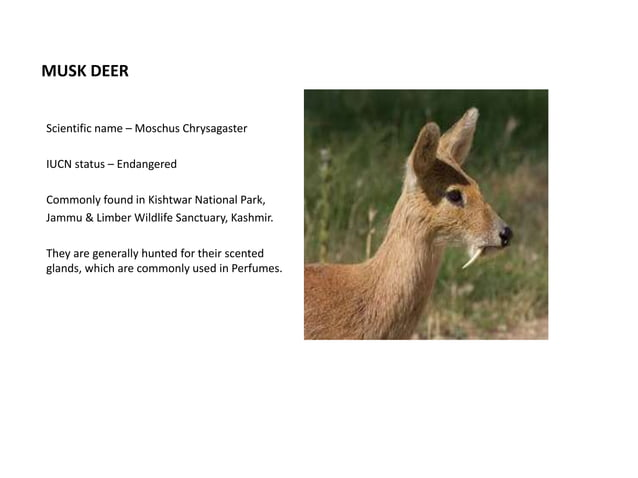 MUSK DEER
Scientific name – Moschus Chrysagaster
IUCN status – Endangered
Commonly found in Kishtwar National Park,
Jammu & Limber Wildlife Sanctuary, Kashmir.
They are generally hunted for their scented
glands, which are commonly used in Perfumes.